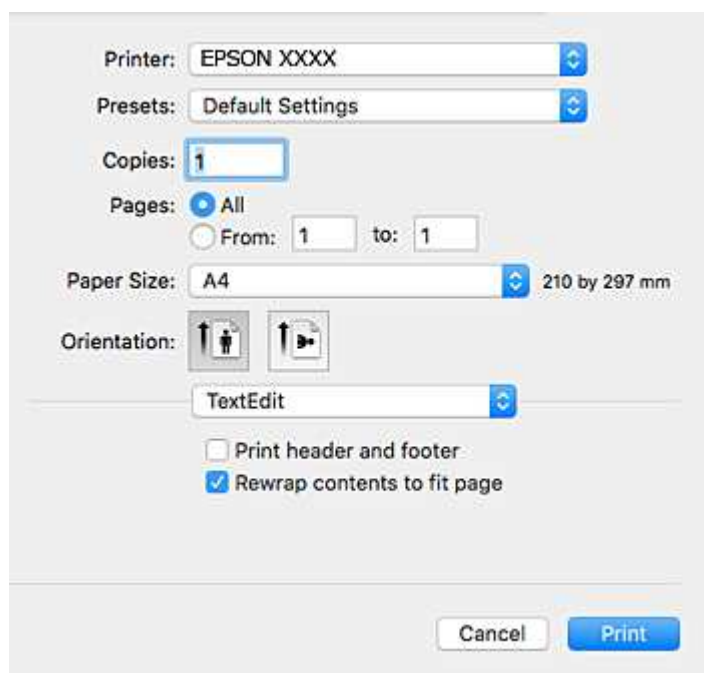 Printer: EPSON XXXX
Presets: Default Settings
Copies: 1
Pages: All
From: 1 to: 1
Paper Size: A4 210 by 297 mm
Orientation:
TextEdit
Print header and footer
Rewrap contents to fit page
Cancel Print